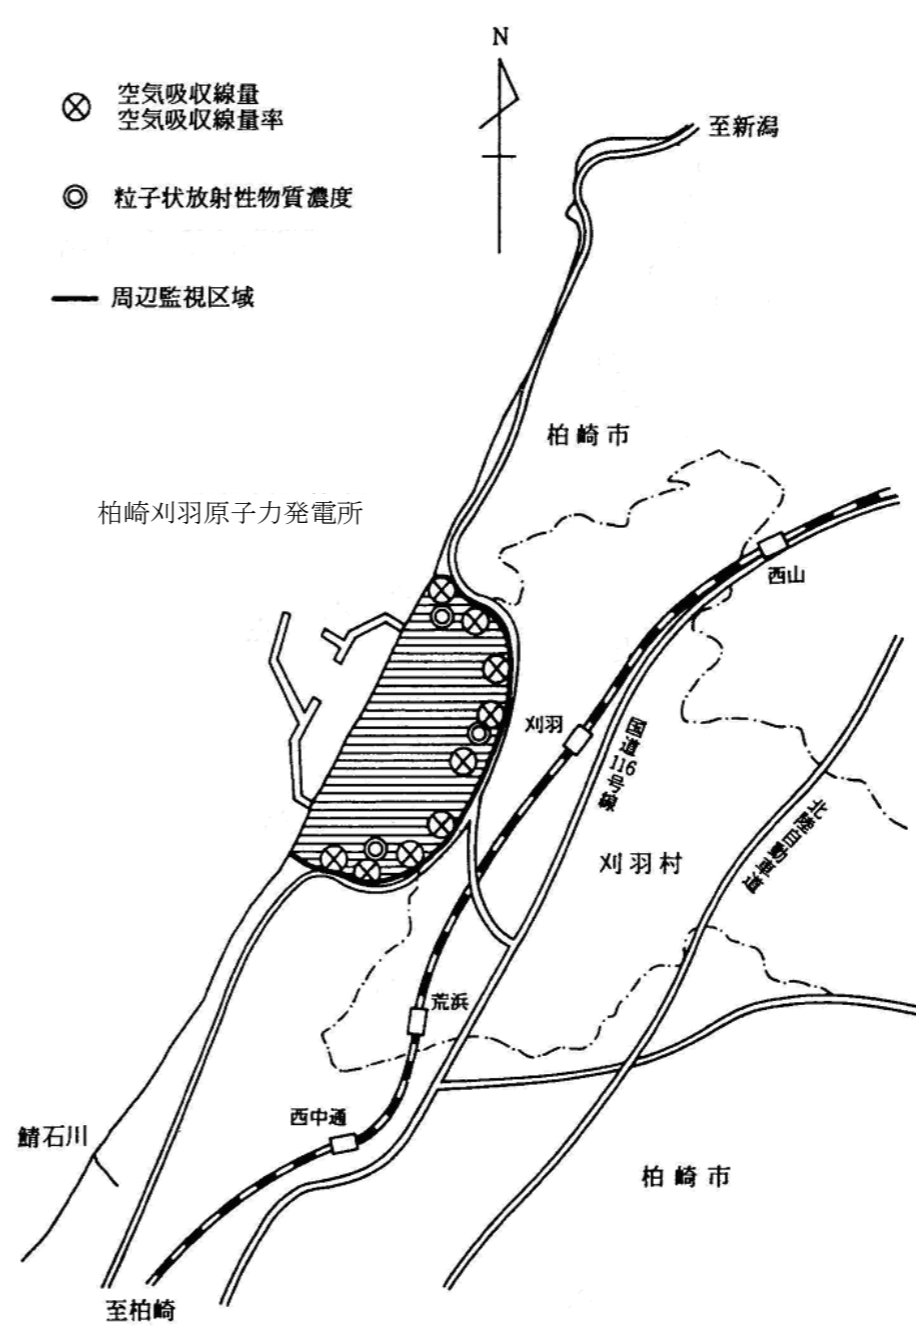 N
空気吸収線量
空気吸収線量率
至新潟
粒子状放射性物質濃度
周辺監視区域
柏崎市
柏崎刈羽原子力発電所
西山
刈羽
国道116号線
北陸自動車道
刈羽村
荒浜
西中通
鯖石川
柏崎市
至柏崎